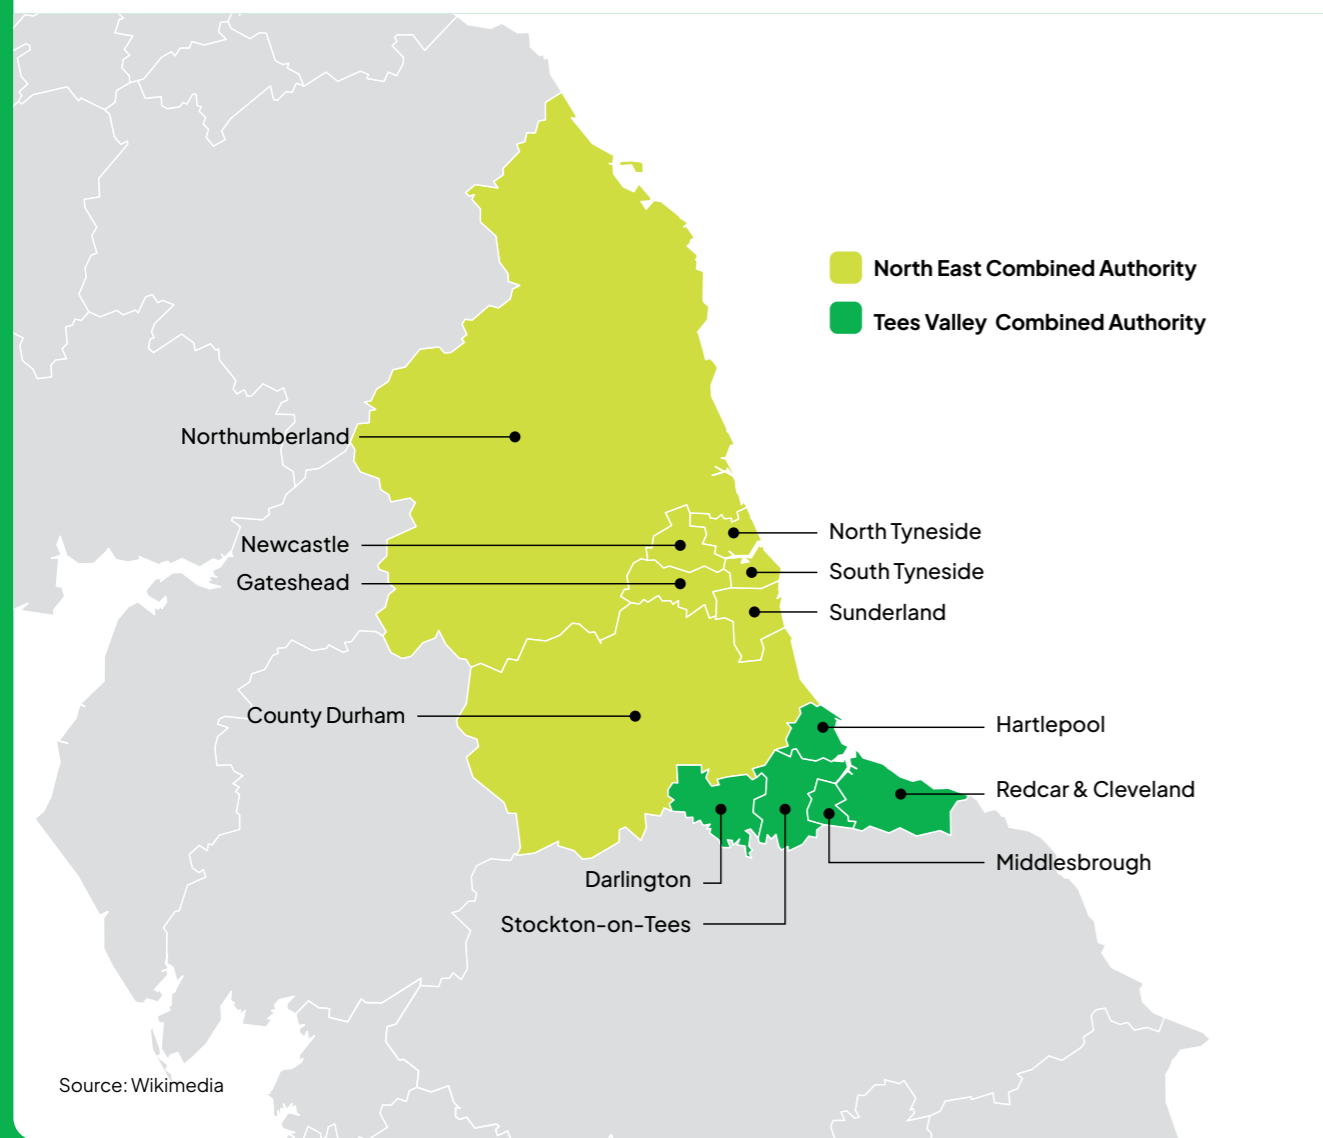 North East Combined Authority
Tees Valley Combined Authority
Northumberland
North Tyneside
Newcastle
South Tyneside
Gateshead
Sunderland
County Durham
Hartlepool
Redcar & Cleveland
Middlesbrough
Darlington
Stockton-on-Tees
Source: Wikimedia